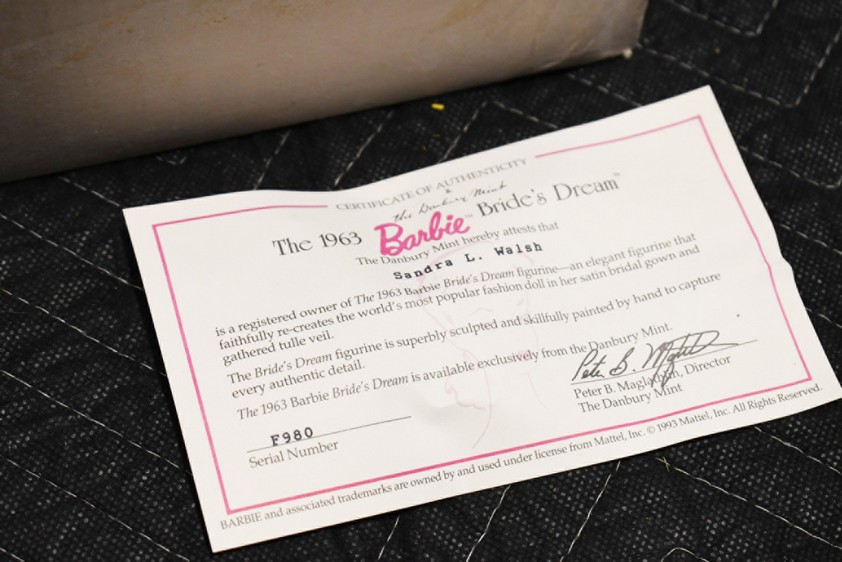 CERTIFICATE OF AUTHENTICITY
The Danbury Mint
The 1963 Barbie™ Bride's Dream™
The Danbury Mint hereby attests that
Sandra L. Walsh
is a registered owner of The 1963 Barbie Bride's Dream figurine—an elegant figurine that
faithfully re-creates the world's most popular fashion doll in her satin bridal gown and
gathered tulle veil.
The Bride's Dream figurine is superbly sculpted and skillfully painted by hand to capture
every authentic detail.
The 1963 Barbie Bride's Dream is available exclusively from the Danbury Mint.
F980
Serial Number
Peter B. Maglathlin, Director
The Danbury Mint
BARBIE and associated trademarks are owned by and used under license from Mattel, Inc. © 1993 Mattel, Inc. All Rights Reserved.